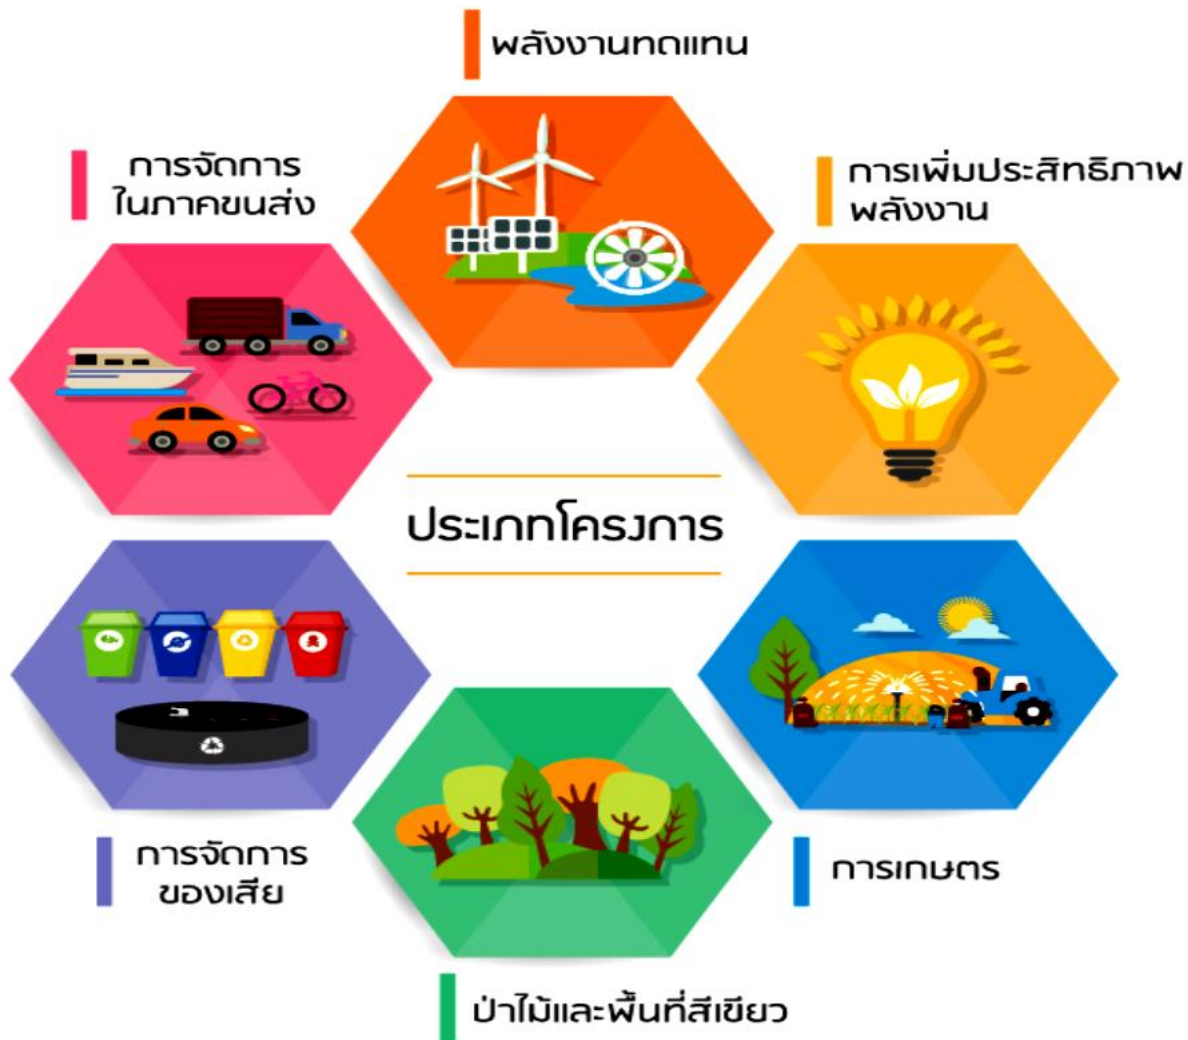 พลังงานทดแทน
การจัดการ
ในภาคขนส่ง
การเพิ่มประสิทธิภาพ
พลังงาน
ประเภทโครงการ
การจัดการ
ของเสีย
การเกษตร
ป่าไม้และพื้นที่สีเขียว